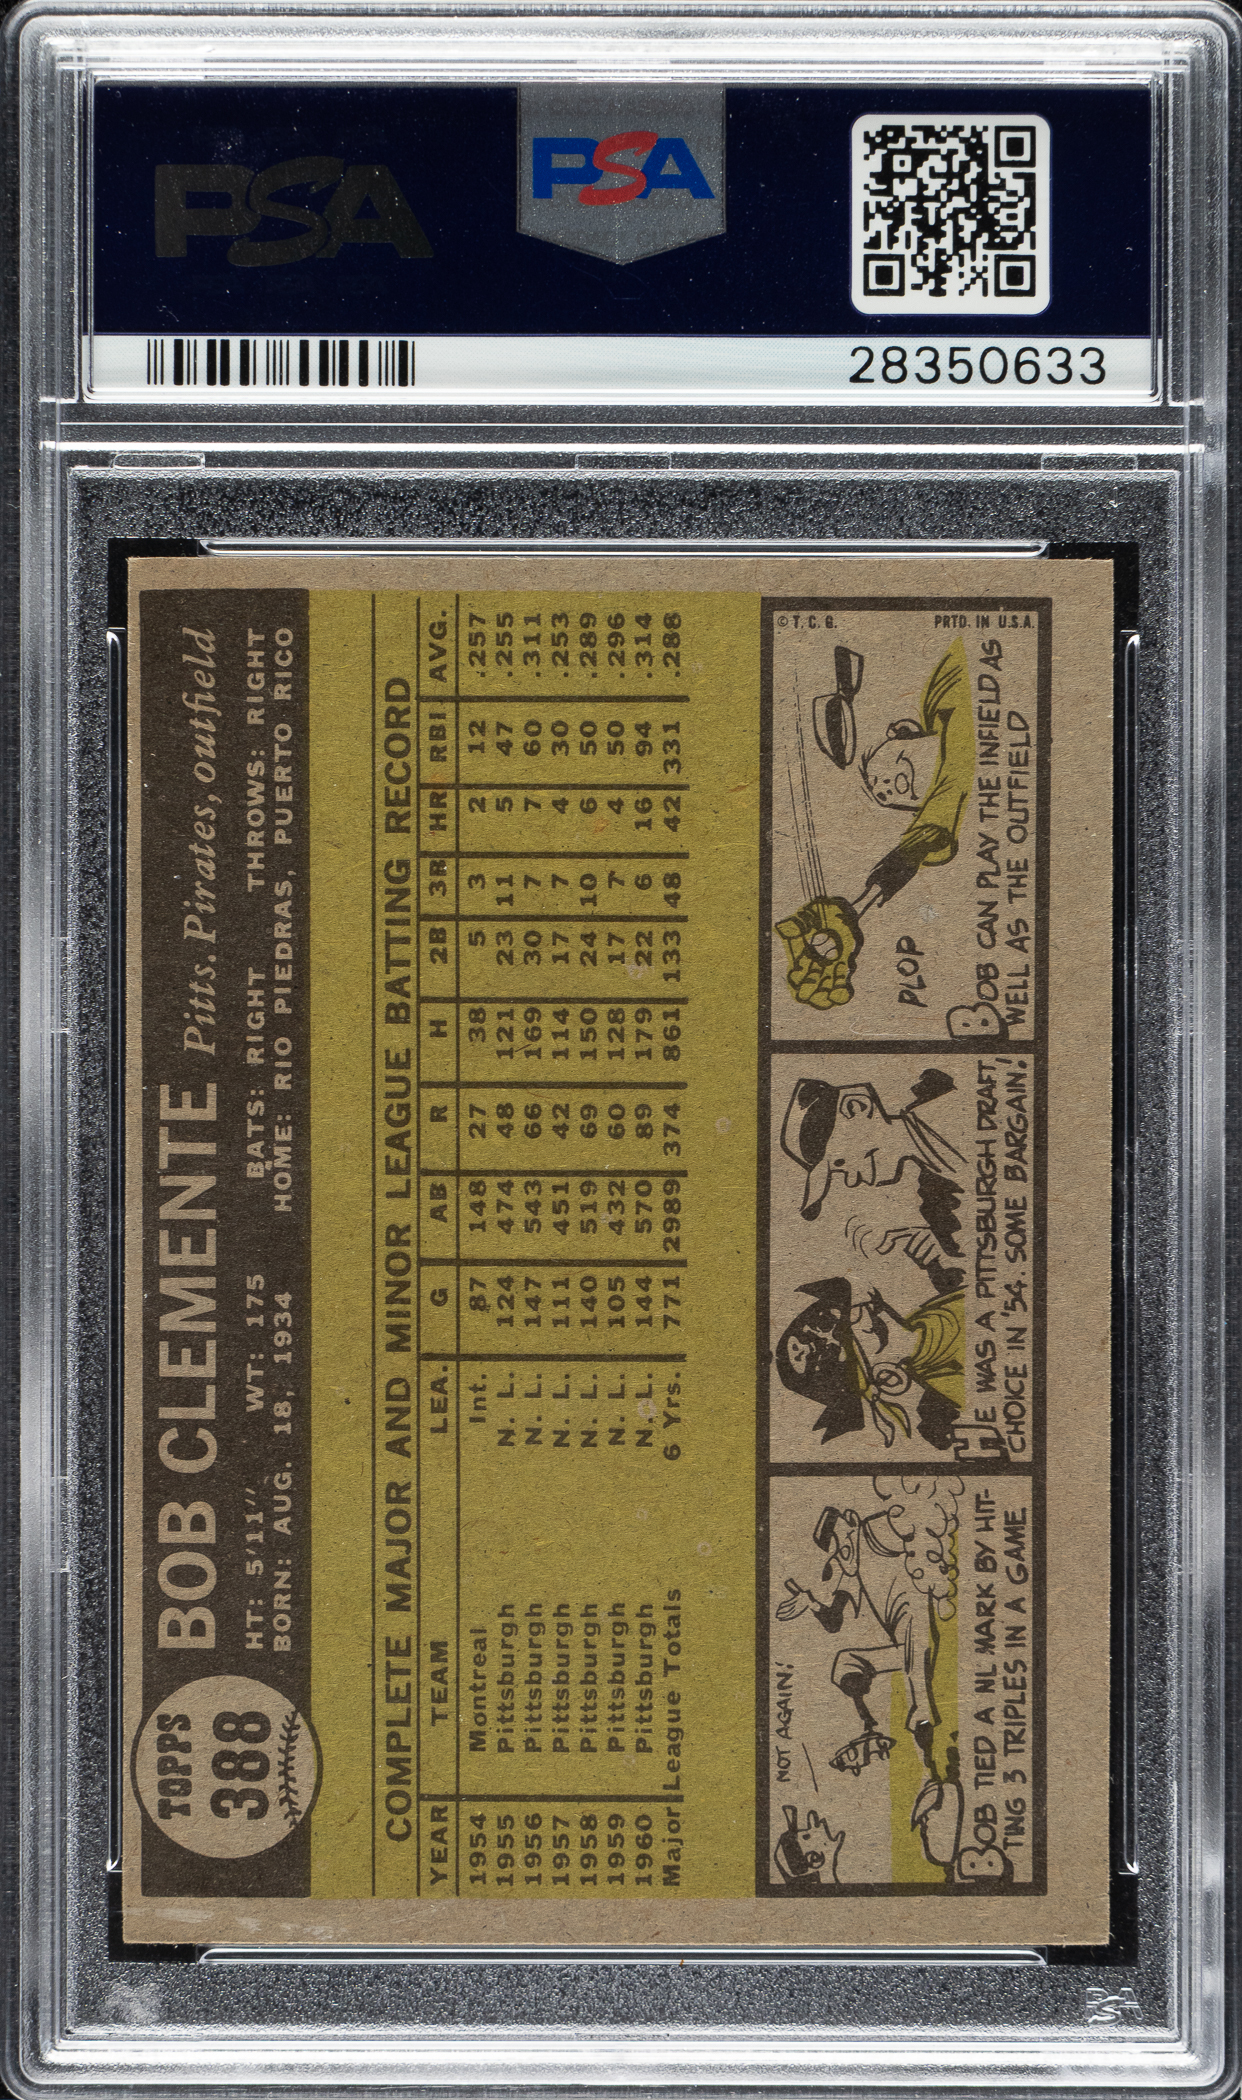 PSA
PSA
28350633
TOPPS
388
BOB CLEMENTE Pitts. Pirates, outfield
HT: 5'11" WT: 175 BATS: RIGHT THROWS: RIGHT
BORN: AUG. 18, 1934 HOME: RIO PIEDRAS, PUERTO RICO
COMPLETE MAJOR AND MINOR LEAGUE BATTING RECORD
YEAR TEAM LEA. G AB R H 2B 3R HR RBI AVG.
1954 Montreal Int. 87 148 27 38 5 3 2 12 .257
1955 Pittsburgh N. L. 124 474 48 121 23 11 5 47 .255
1956 Pittsburgh N. L. 147 543 66 169 30 7 7 60 .311
1957 Pittsburgh N. L. 111 451 42 114 17 7 4 30 .253
1958 Pittsburgh N. L. 140 519 69 150 24 10 6 50 .289
1959 Pittsburgh N. L. 105 432 60 128 17 7 4 50 .296
1960 Pittsburgh N. L. 144 570 89 179 22 6 16 94 .314
Major League Totals 6 Yrs. 771 2989 374 861 133 48 42 331 .288
NOT AGAIN!
BOB TIED A NL MARK BY HIT-
TING 3 TRIPLES IN A GAME
HE WAS A PITTSBURGH DRAFT
CHOICE IN '54. SOME BARGAIN!
© T. C. G. PRTD. IN U.S.A.
PLOP
BOB CAN PLAY THE INFIELD AS
WELL AS THE OUTFIELD
PSA